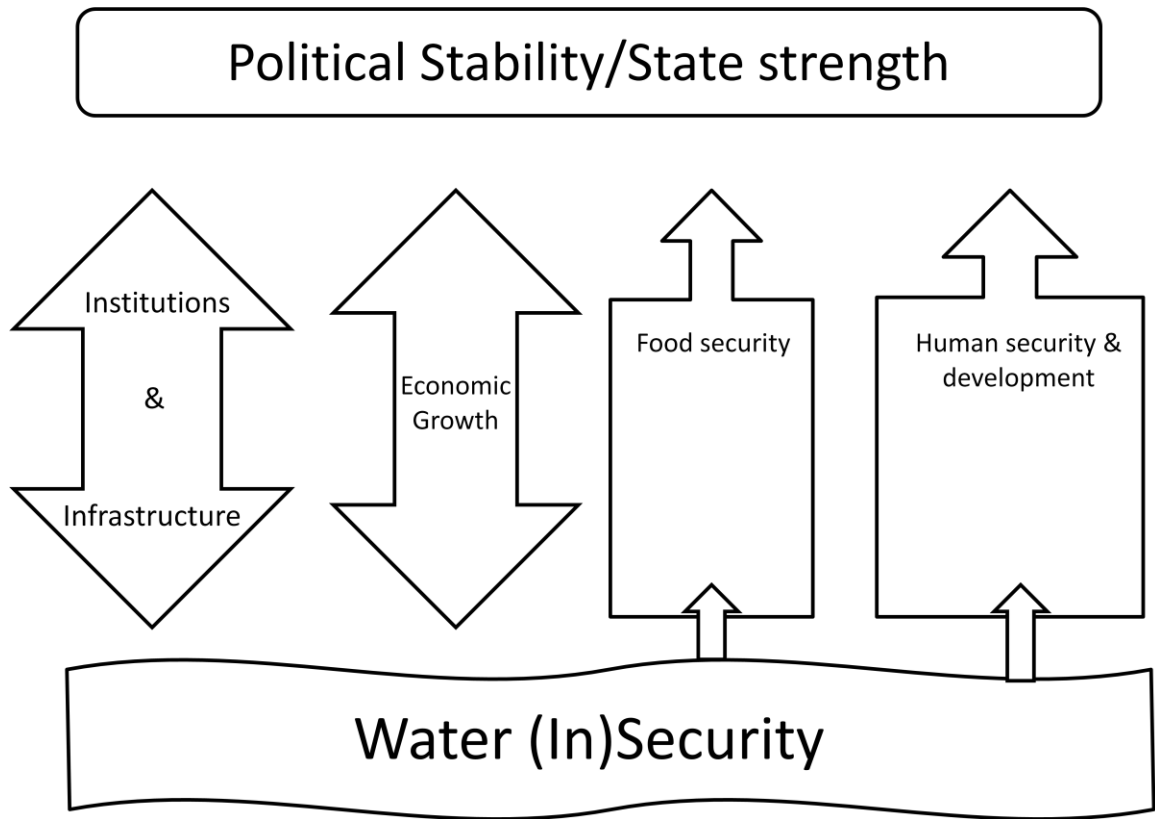 Political Stability/State strength
Institutions
&
Infrastructure
Economic
Growth
Food security
Human security &
development
Water (In)Security